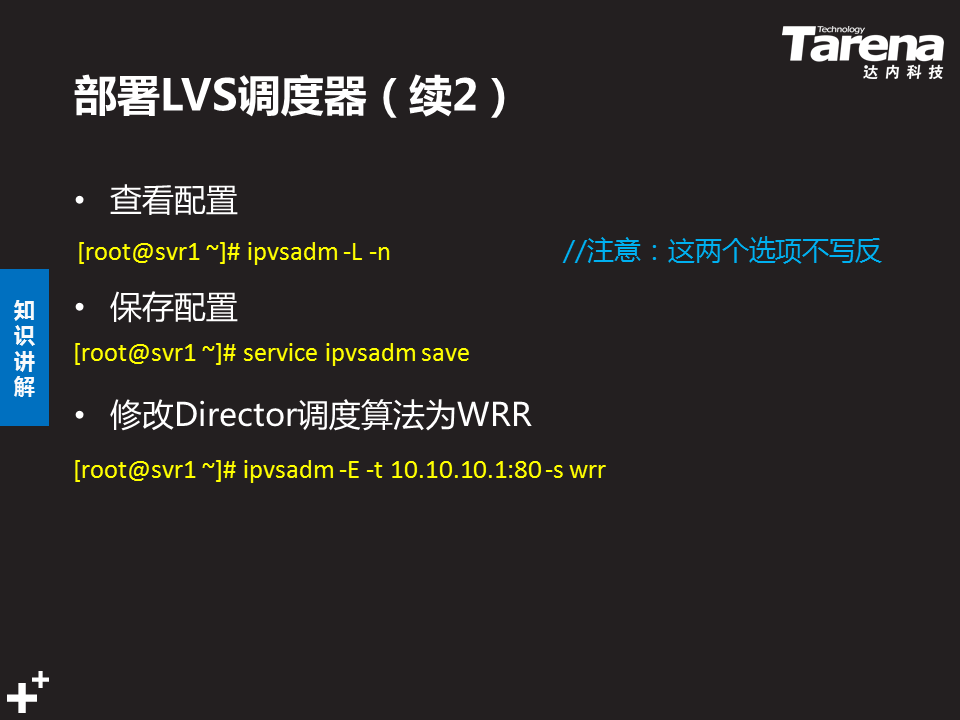 Technology
Tarena
达内科技
部署LVS调度器（续2）
• 查看配置
[root@svr1 ~]# ipvsadm -L -n //注意：这两个选项不写反
• 保存配置
[root@svr1 ~]# service ipvsadm save
• 修改Director调度算法为WRR
[root@svr1 ~]# ipvsadm -E -t 10.10.10.1:80 -s wrr
知识讲解